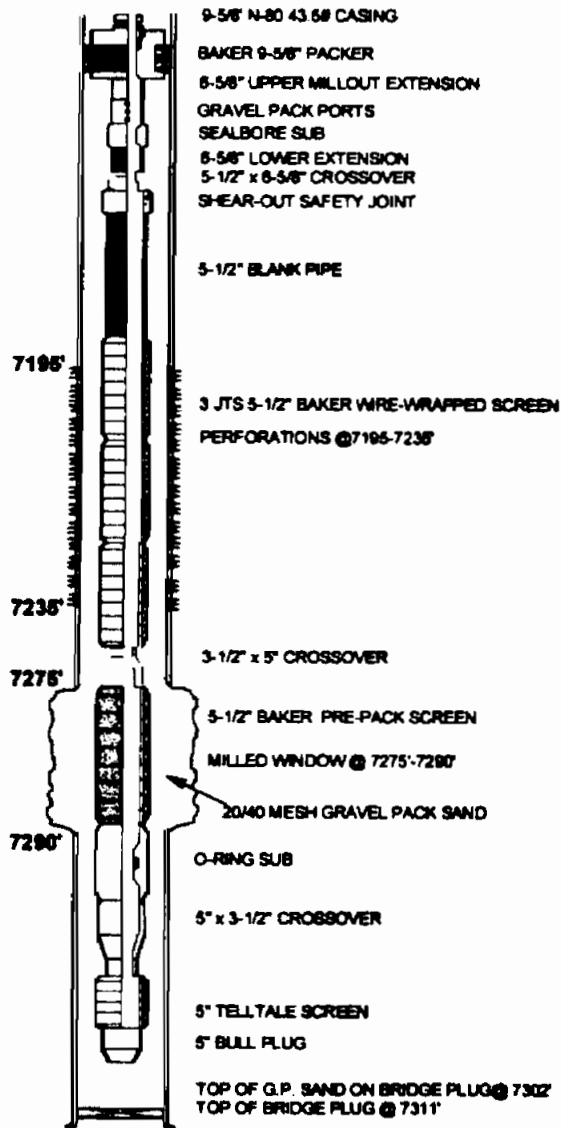 9-5/8" N-80 43.5# CASING
BAKER 9-5/8" PACKER
6-5/8" UPPER MILLOUT EXTENSION
GRAVEL PACK PORTS
SEALBORE SUB
6-5/8" LOWER EXTENSION
5-1/2" x 6-5/8" CROSSOVER
SHEAR-OUT SAFETY JOINT
5-1/2" BLANK PIPE
7195'
3 JTS 5-1/2" BAKER WIRE-WRAPPED SCREEN
PERFORATIONS @7195-7235'
7235'
3-1/2" x 5" CROSSOVER
7275'
5-1/2" BAKER PRE-PACK SCREEN
MILLED WINDOW @ 7275'-7290'
20/40 MESH GRAVEL PACK SAND
7290'
O-RING SUB
5" x 3-1/2" CROSSOVER
5" TELLTALE SCREEN
5" BULL PLUG
TOP OF G.P. SAND ON BRIDGE PLUG@ 7302'
TOP OF BRIDGE PLUG @ 7311'